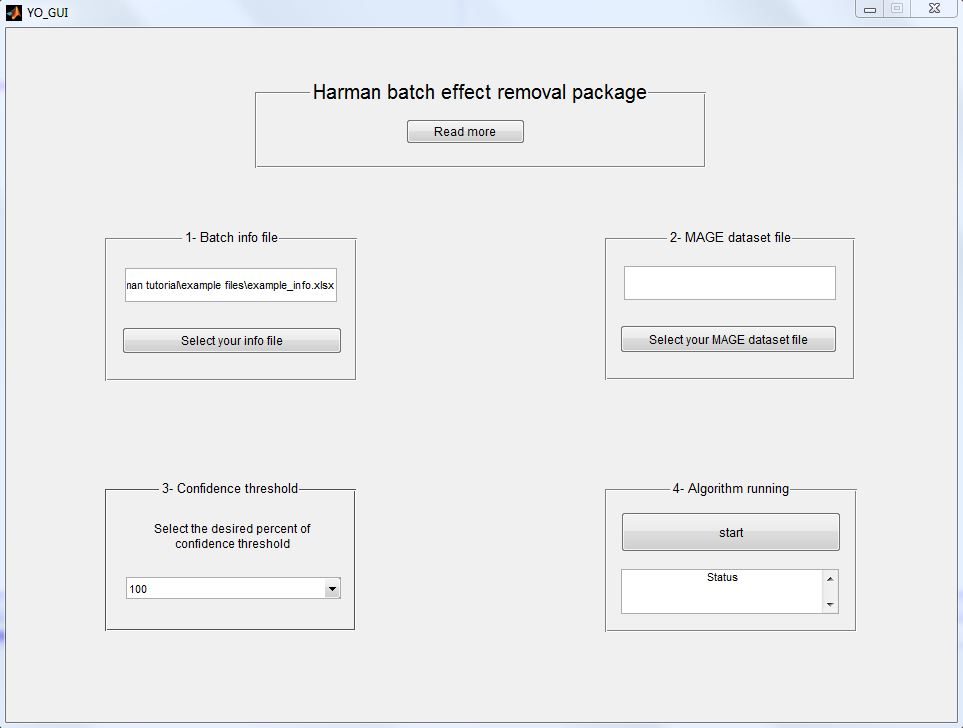 YO_GUI
Harman batch effect removal package
Read more
1- Batch info file
man tutorial\example files\example_info.xlsx
Select your info file
2- MAGE dataset file
Select your MAGE dataset file
3- Confidence threshold
Select the desired percent of
confidence threshold
100
4- Algorithm running
start
Status